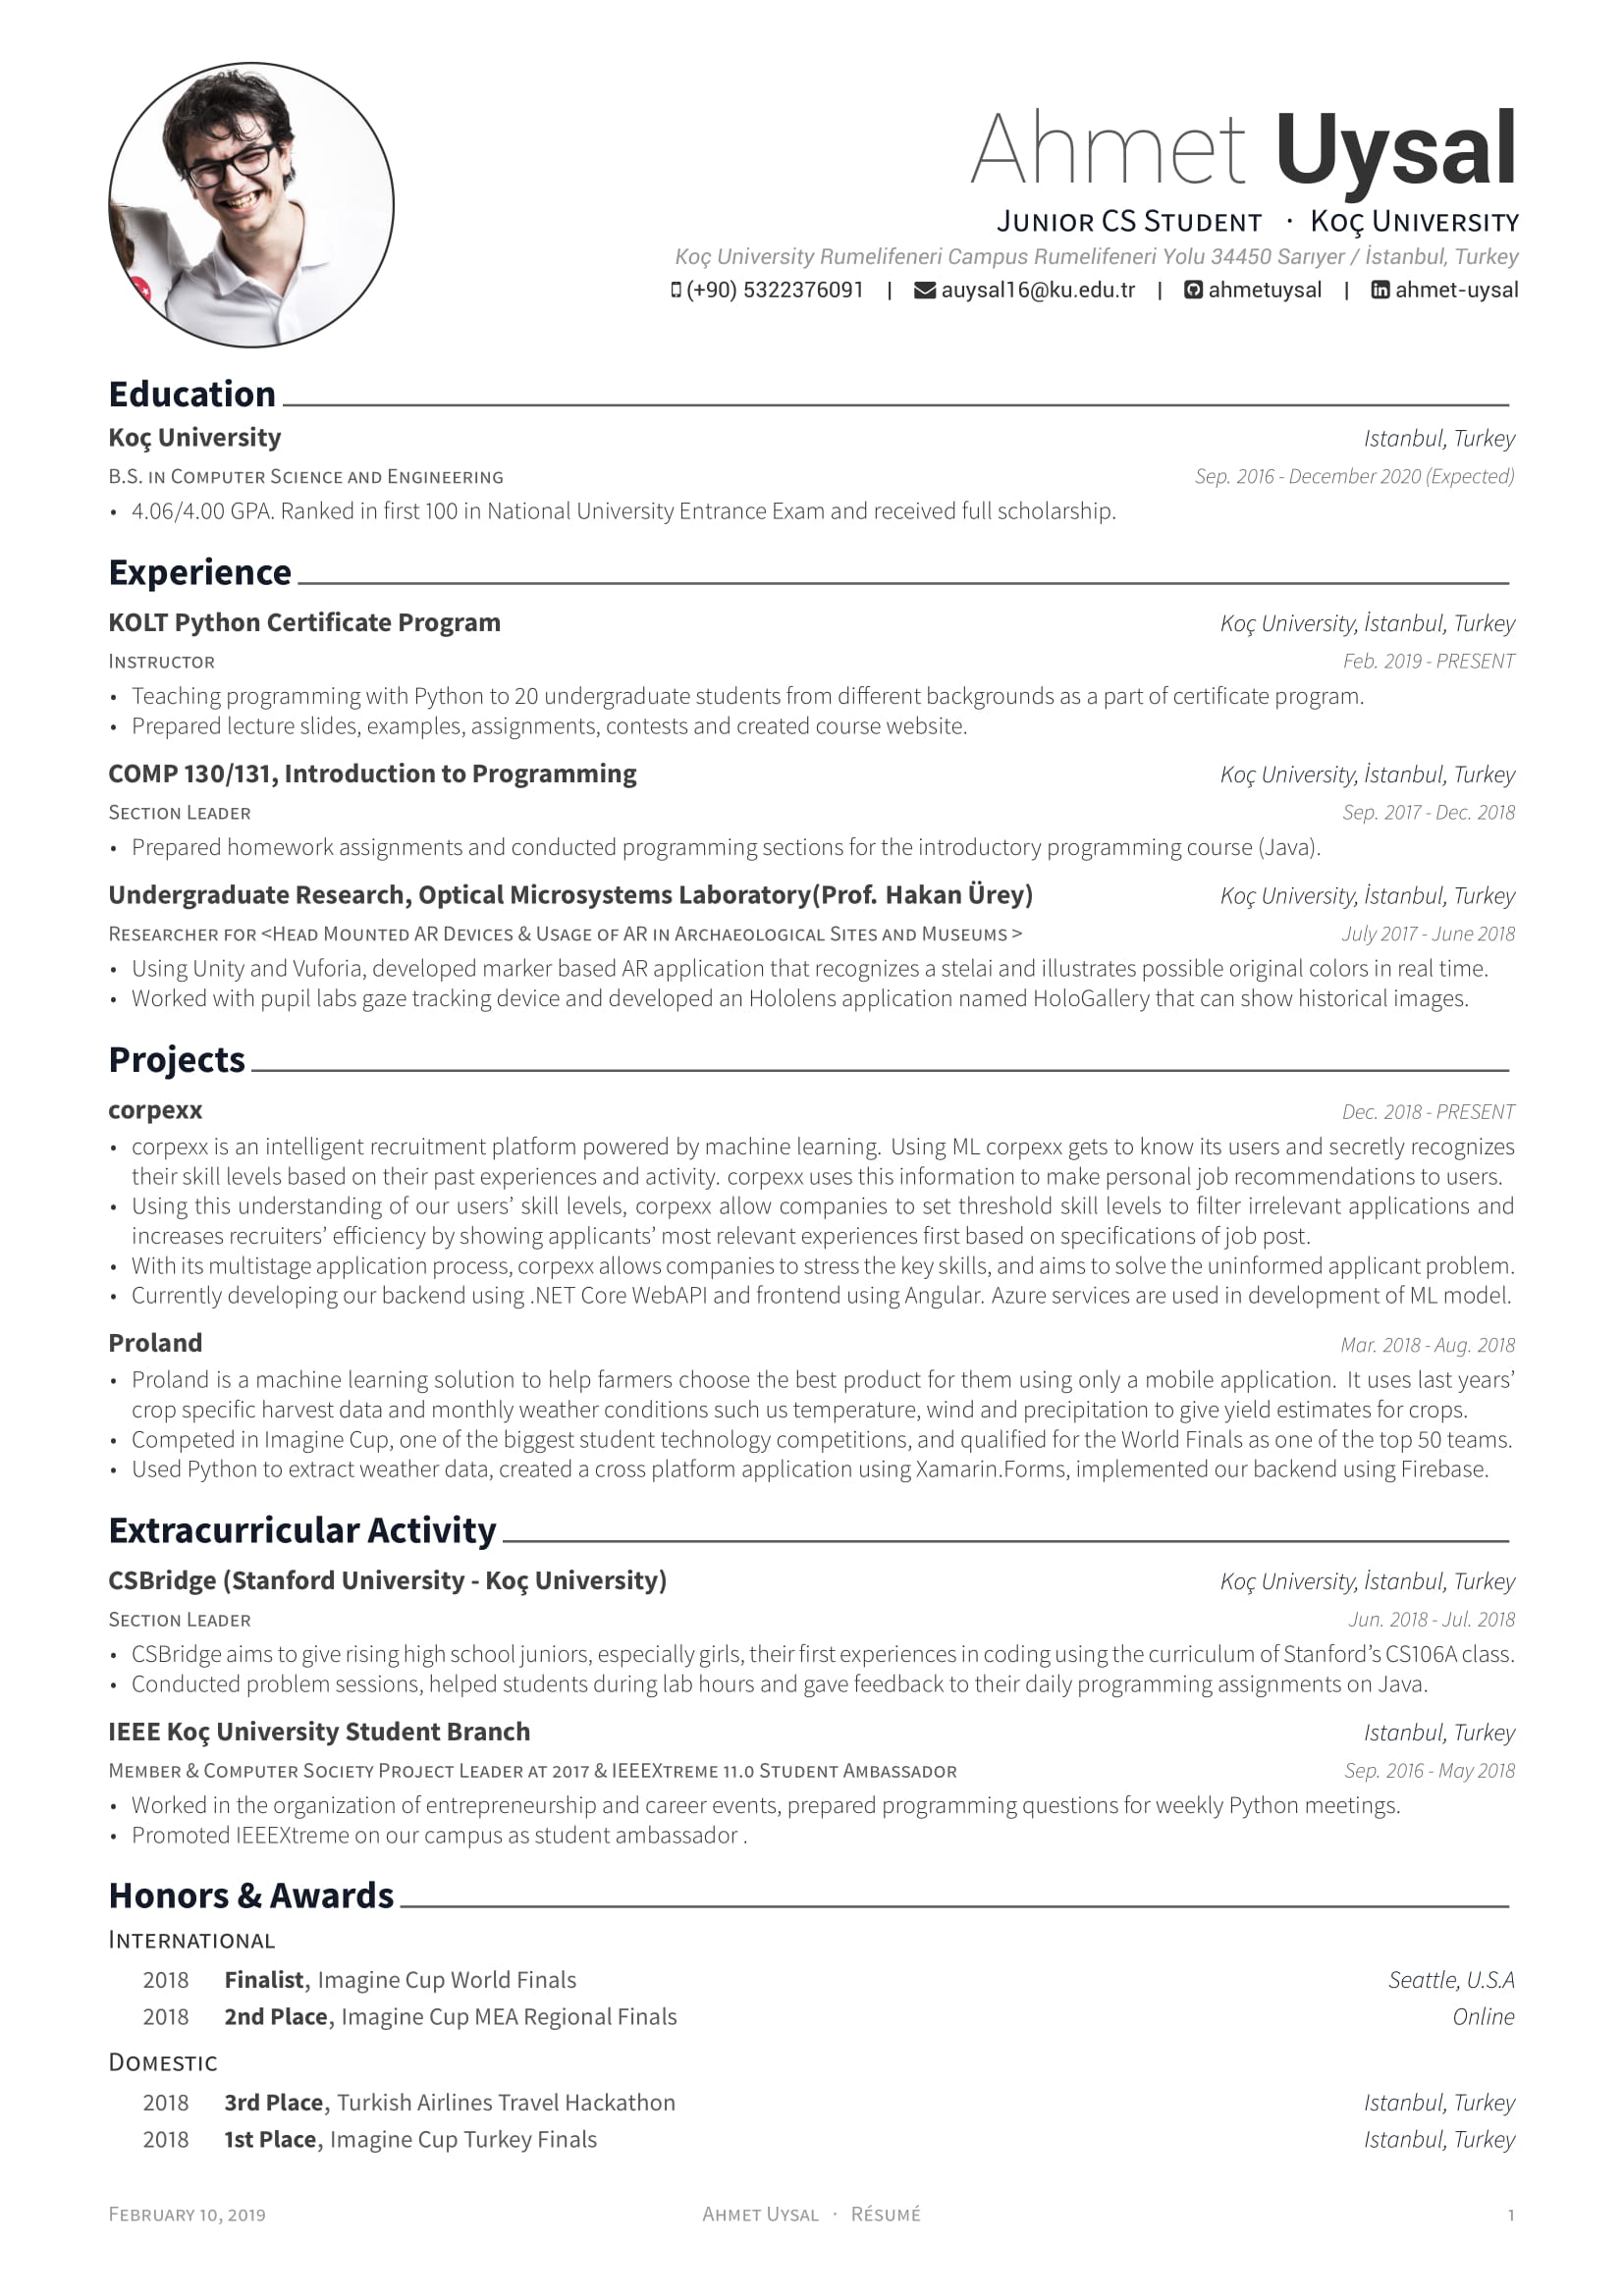 Ahmet Uysal
Junior CS Student · Koç University
Koç University Rumelifeneri Campus Rumelifeneri Yolu 34450 Sarıyer / İstanbul, Turkey
(+90) 5322376091 | auysal16@ku.edu.tr | ahmetuysal | ahmet-uysal
Education
Koç University Istanbul, Turkey
B.S. in Computer Science and Engineering Sep. 2016 - December 2020 (Expected)
• 4.06/4.00 GPA. Ranked in first 100 in National University Entrance Exam and received full scholarship.
Experience
KOLT Python Certificate Program Koç University, İstanbul, Turkey
Instructor Feb. 2019 - PRESENT
• Teaching programming with Python to 20 undergraduate students from different backgrounds as a part of certificate program.
• Prepared lecture slides, examples, assignments, contests and created course website.
COMP 130/131, Introduction to Programming Koç University, İstanbul, Turkey
Section Leader Sep. 2017 - Dec. 2018
• Prepared homework assignments and conducted programming sections for the introductory programming course (Java).
Undergraduate Research, Optical Microsystems Laboratory(Prof. Hakan Ürey) Koç University, İstanbul, Turkey
Researcher for <Head Mounted AR Devices & Usage of AR in Archaeological Sites and Museums > July 2017 - June 2018
• Using Unity and Vuforia, developed marker based AR application that recognizes a stelai and illustrates possible original colors in real time.
• Worked with pupil labs gaze tracking device and developed an Hololens application named HoloGallery that can show historical images.
Projects
corpexx Dec. 2018 - PRESENT
• corpexx is an intelligent recruitment platform powered by machine learning. Using ML corpexx gets to know its users and secretly recognizes
their skill levels based on their past experiences and activity. corpexx uses this information to make personal job recommendations to users.
• Using this understanding of our users’ skill levels, corpexx allow companies to set threshold skill levels to filter irrelevant applications and
increases recruiters’ efficiency by showing applicants’ most relevant experiences first based on specifications of job post.
• With its multistage application process, corpexx allows companies to stress the key skills, and aims to solve the uninformed applicant problem.
• Currently developing our backend using .NET Core WebAPI and frontend using Angular. Azure services are used in development of ML model.
Proland Mar. 2018 - Aug. 2018
• Proland is a machine learning solution to help farmers choose the best product for them using only a mobile application. It uses last years’
crop specific harvest data and monthly weather conditions such us temperature, wind and precipitation to give yield estimates for crops.
• Competed in Imagine Cup, one of the biggest student technology competitions, and qualified for the World Finals as one of the top 50 teams.
• Used Python to extract weather data, created a cross platform application using Xamarin.Forms, implemented our backend using Firebase.
Extracurricular Activity
CSBridge (Stanford University - Koç University) Koç University, İstanbul, Turkey
Section Leader Jun. 2018 - Jul. 2018
• CSBridge aims to give rising high school juniors, especially girls, their first experiences in coding using the curriculum of Stanford’s CS106A class.
• Conducted problem sessions, helped students during lab hours and gave feedback to their daily programming assignments on Java.
IEEE Koç University Student Branch Istanbul, Turkey
Member & Computer Society Project Leader at 2017 & IEEEXtreme 11.0 Student Ambassador Sep. 2016 - May 2018
• Worked in the organization of entrepreneurship and career events, prepared programming questions for weekly Python meetings.
• Promoted IEEEXtreme on our campus as student ambassador .
Honors & Awards
International
2018 Finalist, Imagine Cup World Finals Seattle, U.S.A
2018 2nd Place, Imagine Cup MEA Regional Finals Online
Domestic
2018 3rd Place, Turkish Airlines Travel Hackathon Istanbul, Turkey
2018 1st Place, Imagine Cup Turkey Finals Istanbul, Turkey
February 10, 2019 Ahmet Uysal · Résumé 1